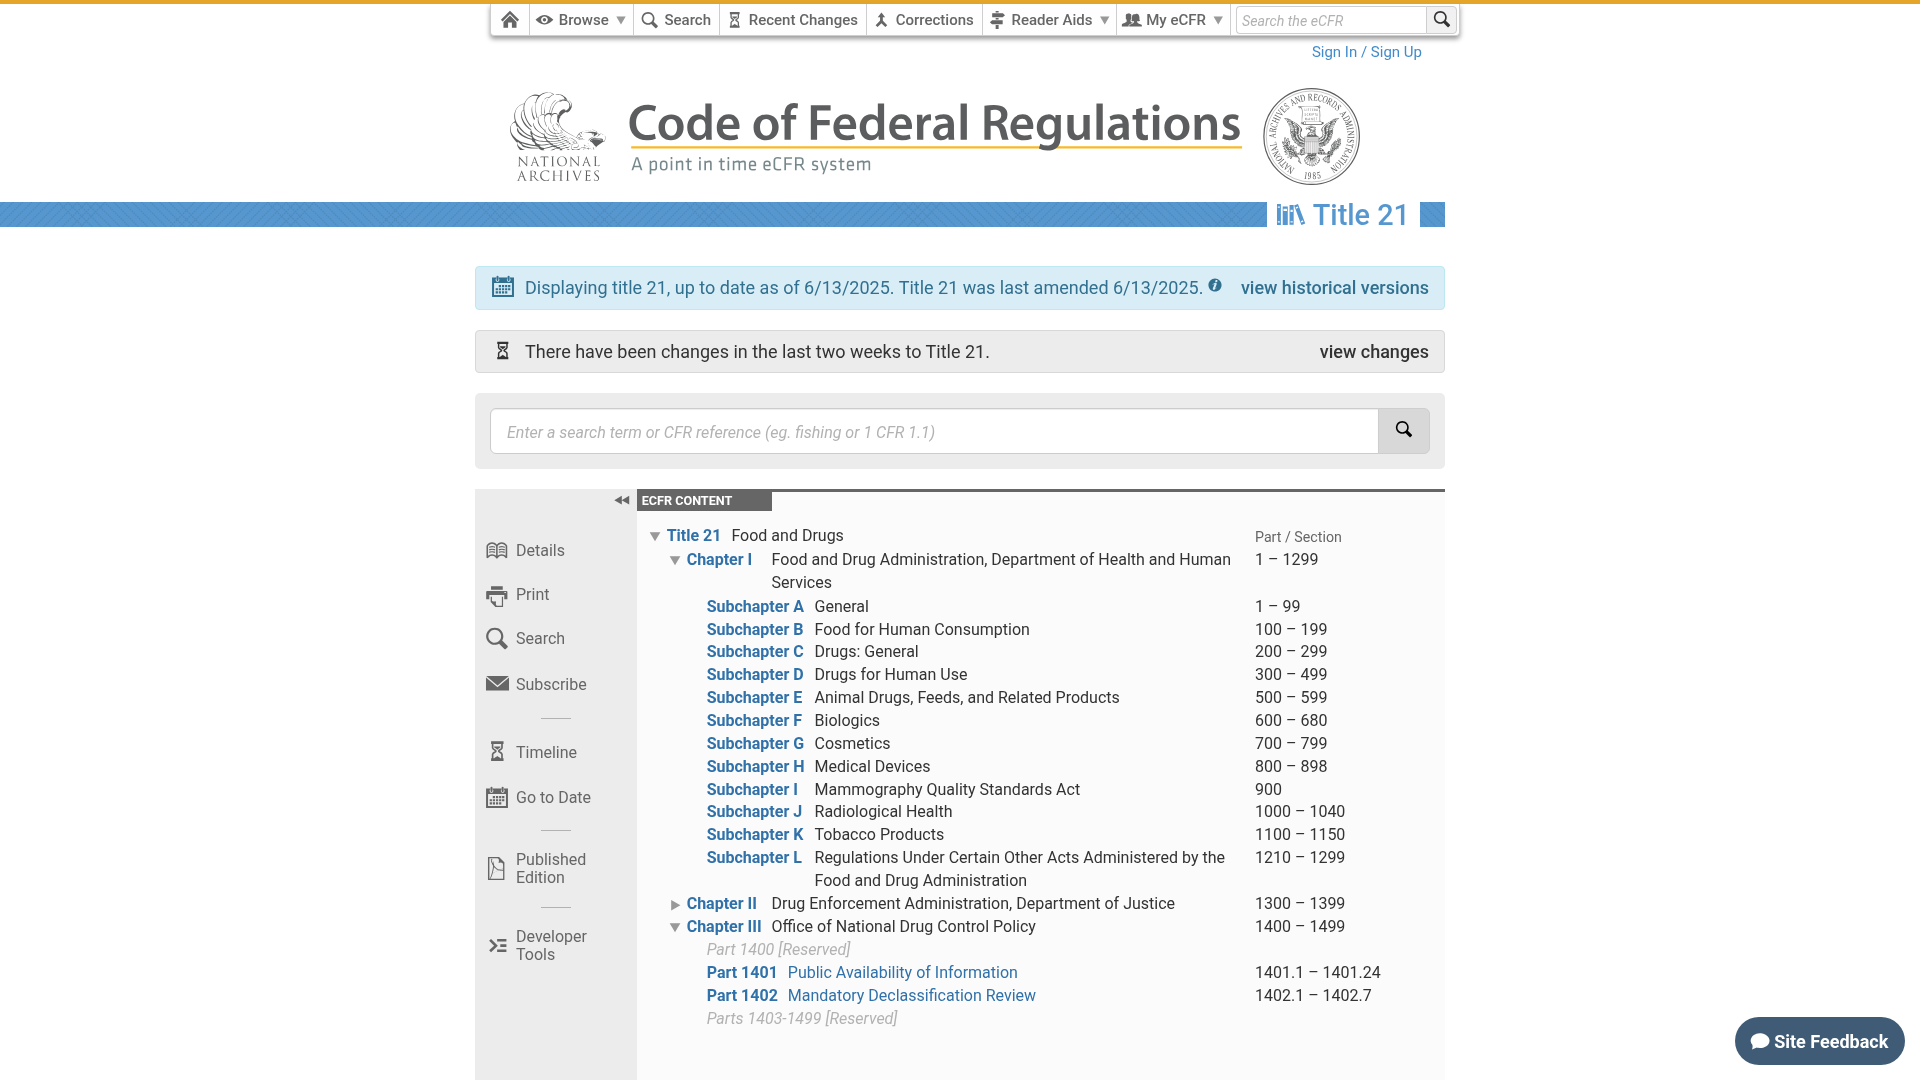 Browse Search Recent Changes Corrections Reader Aids My eCFR Search the eCFR
Sign In / Sign Up
NATIONAL ARCHIVES
Code of Federal Regulations
A point in time eCFR system
NATIONAL ARCHIVES AND RECORDS ADMINISTRATION 1985
Title 21
Displaying title 21, up to date as of 6/13/2025. Title 21 was last amended 6/13/2025. view historical versions
There have been changes in the last two weeks to Title 21. view changes
Enter a search term or CFR reference (eg. fishing or 1 CFR 1.1)
ECFR CONTENT
Details
Print
Search
Subscribe
Timeline
Go to Date
Published
Edition
Developer
Tools
Title 21 Food and Drugs Part / Section
Chapter I Food and Drug Administration, Department of Health and Human 1 – 1299
Services
Subchapter A General 1 – 99
Subchapter B Food for Human Consumption 100 – 199
Subchapter C Drugs: General 200 – 299
Subchapter D Drugs for Human Use 300 – 499
Subchapter E Animal Drugs, Feeds, and Related Products 500 – 599
Subchapter F Biologics 600 – 680
Subchapter G Cosmetics 700 – 799
Subchapter H Medical Devices 800 – 898
Subchapter I Mammography Quality Standards Act 900
Subchapter J Radiological Health 1000 – 1040
Subchapter K Tobacco Products 1100 – 1150
Subchapter L Regulations Under Certain Other Acts Administered by the 1210 – 1299
Food and Drug Administration
Chapter II Drug Enforcement Administration, Department of Justice 1300 – 1399
Chapter III Office of National Drug Control Policy 1400 – 1499
Part 1400 [Reserved]
Part 1401 Public Availability of Information 1401.1 – 1401.24
Part 1402 Mandatory Declassification Review 1402.1 – 1402.7
Parts 1403-1499 [Reserved]
Site Feedback